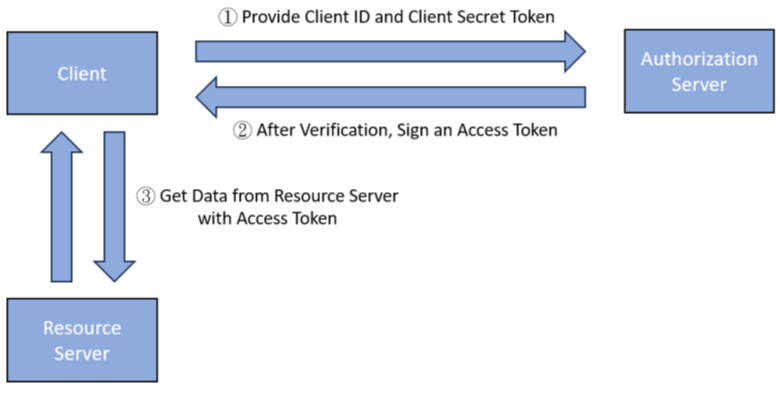 ① Provide Client ID and Client Secret Token
Client
Authorization
Server
② After Verification, Sign an Access Token
③ Get Data from Resource Server
with Access Token
Resource
Server